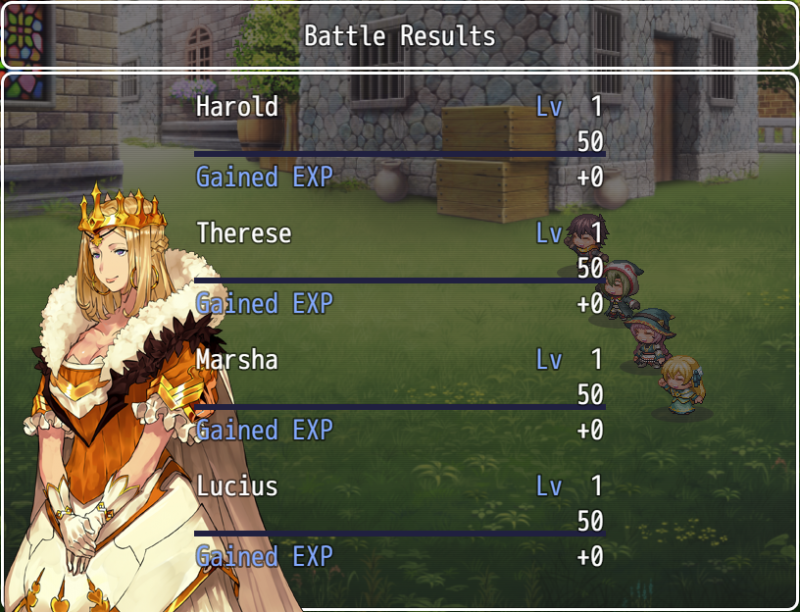 Battle Results
Harold Lv 1
50
Gained EXP +0
Therese Lv 1
50
Gained EXP +0
Marsha Lv 1
50
Gained EXP +0
Lucius Lv 1
50
Gained EXP +0